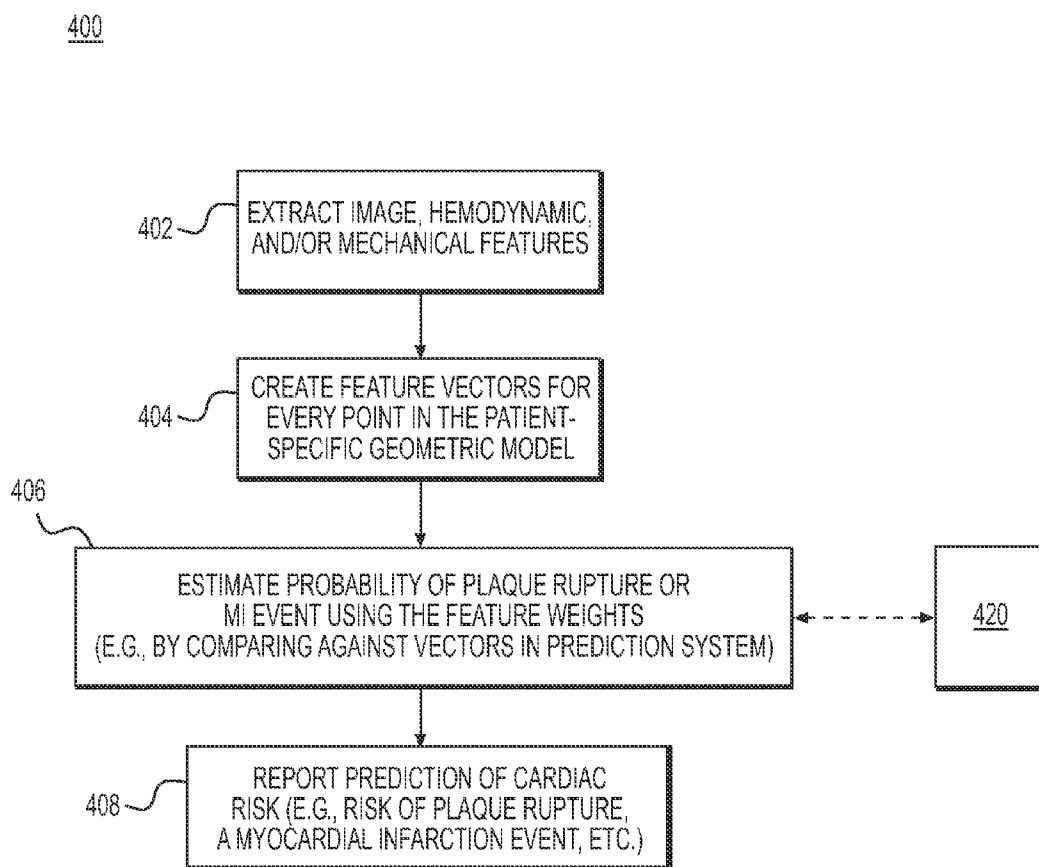 400
402
EXTRACT IMAGE, HEMODYNAMIC,
AND/OR MECHANICAL FEATURES
404
CREATE FEATURE VECTORS FOR
EVERY POINT IN THE PATIENT-
SPECIFIC GEOMETRIC MODEL
406
ESTIMATE PROBABILITY OF PLAQUE RUPTURE OR
MI EVENT USING THE FEATURE WEIGHTS
(E.G., BY COMPARING AGAINST VECTORS IN PREDICTION SYSTEM)
420
408
REPORT PREDICTION OF CARDIAC
RISK (E.G., RISK OF PLAQUE RUPTURE,
A MYOCARDIAL INFARCTION EVENT, ETC.)